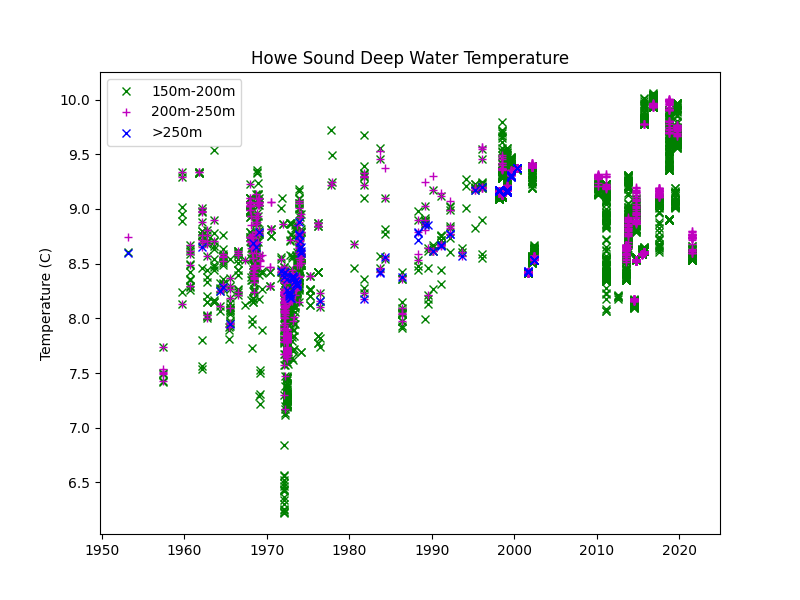 Howe Sound Deep Water Temperature
150m-200m
200m-250m
>250m
Temperature (C)
10.0
9.5
9.0
8.5
8.0
7.5
7.0
6.5
1950 1960 1970 1980 1990 2000 2010 2020